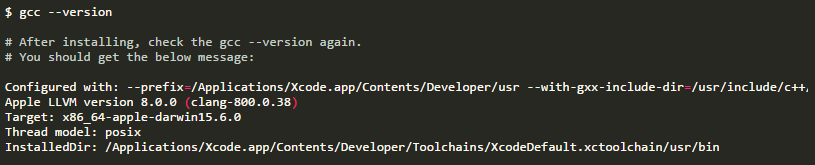 $ gcc --version
# After installing, check the gcc --version again.
# You should get the below message:
Configured with: --prefix=/Applications/Xcode.app/Contents/Developer/usr --with-gxx-include-dir=/usr/include/c++/
Apple LLVM version 8.0.0 (clang-800.0.38)
Target: x86_64-apple-darwin15.6.0
Thread model: posix
InstalledDir: /Applications/Xcode.app/Contents/Developer/Toolchains/XcodeDefault.xctoolchain/usr/bin